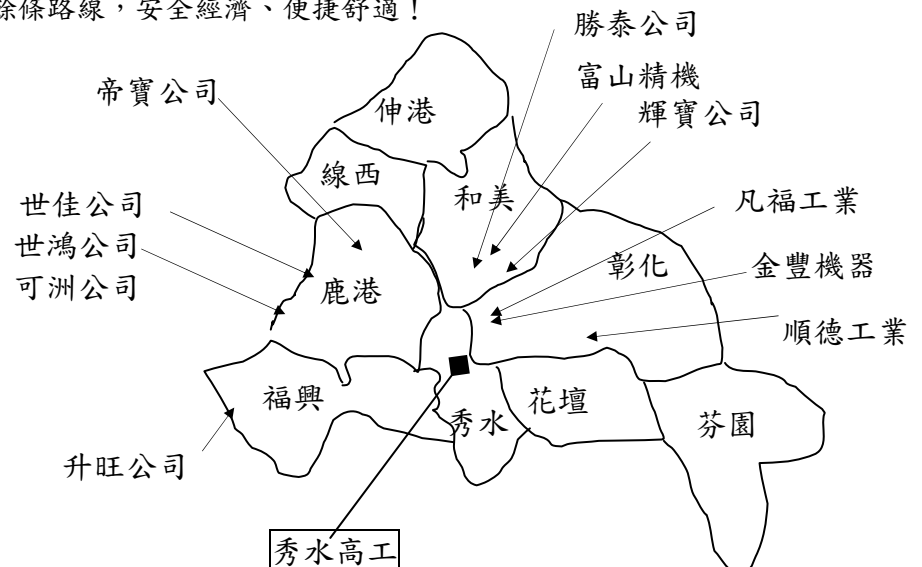 餘條路線，安全經濟、便捷舒適！
勝泰公司
富山精機
帝寶公司
輝寶公司
伸港
線西
和美
世佳公司
凡福工業
世鴻公司
彰化
金豐機器
可洲公司
鹿港
順德工業
福興
花壇
秀水
芬園
升旺公司
秀水高工